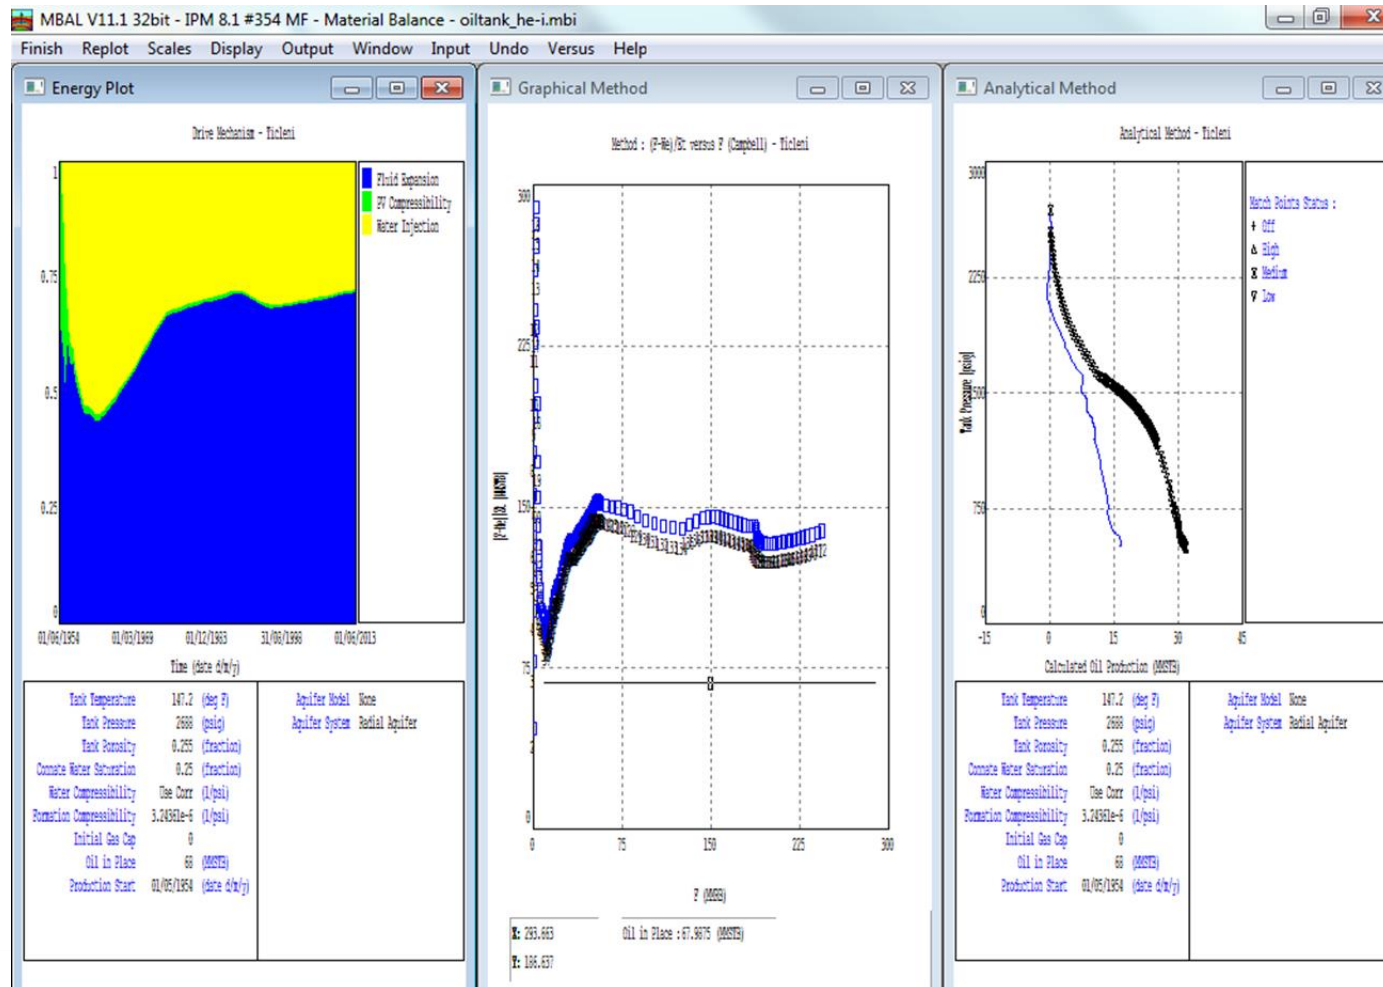 MBAL V11.1 32bit - IPM 8.1 #354 MF - Material Balance - oiltank_he-i.mbi
Finish Replot Scales Display Output Window Input Undo Versus Help
Energy Plot
Drive Mechanism - Ticleni
1
0.75
0.5
0.25
0
Fluid Expansion
PV Compressibility
Water Injection
01/06/1954 01/03/1969 01/12/1983 31/08/1998 01/06/2013
Time (date d/m/y)
Tank Temperature 147.2 (deg F)
Tank Pressure 2688 (psig)
Tank Porosity 0.255 (fraction)
Connate Water Saturation 0.25 (fraction)
Water Compressibility Use Corr (1/psi)
Formation Compressibility 3.24361e-6 (1/psi)
Initial Gas Cap 0
Oil in Place 68 (MMSTB)
Production Start 01/05/1954 (date d/m/y)
Aquifer Model None
Aquifer System Radial Aquifer
Graphical Method
Method : (F-We)/Et versus F (Campbell) - Ticleni
300
225
150
75
0
(F-We)/Et (MMSTB)
0 75 150 225 300
F (MMRB)
X: 293.663
Y: 186.637
Oil in Place :67.9875 (MMSTB)
Analytical Method
Analytical Method - Ticleni
3000
2250
1500
750
0
Tank Pressure (psig)
-15 0 15 30 45
Calculated Oil Production (MMSTB)
Match Points Status :
Off
High
Medium
Low
Tank Temperature 147.2 (deg F)
Tank Pressure 2688 (psig)
Tank Porosity 0.255 (fraction)
Connate Water Saturation 0.25 (fraction)
Water Compressibility Use Corr (1/psi)
Formation Compressibility 3.24361e-6 (1/psi)
Initial Gas Cap 0
Oil in Place 68 (MMSTB)
Production Start 01/05/1954 (date d/m/y)
Aquifer Model None
Aquifer System Radial Aquifer